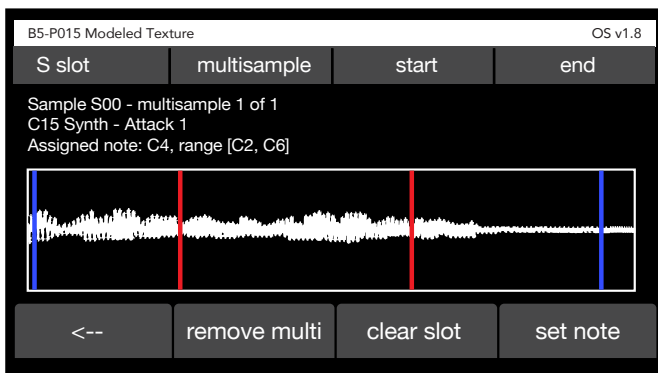 B5-P015 Modeled Texture OS v1.8
S slot multisample start end
Sample S00 - multisample 1 of 1
C15 Synth - Attack 1
Assigned note: C4, range [C2, C6]
<-- remove multi clear slot set note